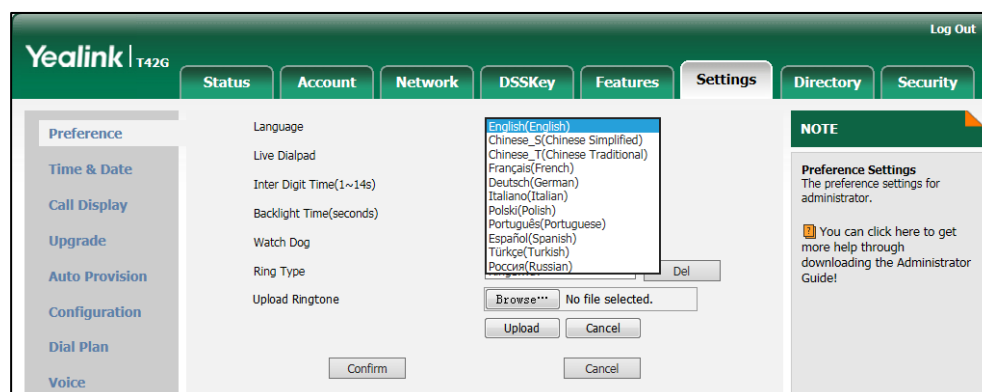 Log Out
Yealink T42G
Status Account Network DSSKey Features Settings Directory Security
Preference
Time & Date
Call Display
Upgrade
Auto Provision
Configuration
Dial Plan
Voice
Language
Live Dialpad
Inter Digit Time(1~14s)
Backlight Time(seconds)
Watch Dog
Ring Type
Upload Ringtone
English(English)
Chinese_S(Chinese Simplified)
Chinese_T(Chinese Traditional)
Français(French)
Deutsch(German)
Italiano(Italian)
Polski(Polish)
Português(Portuguese)
Español(Spanish)
Türkçe(Turkish)
Россия(Russian)
Del
Browse··· No file selected.
Upload Cancel
Confirm Cancel
NOTE
Preference Settings
The preference settings for
administrator.
? You can click here to get
more help through
downloading the Administrator
Guide!